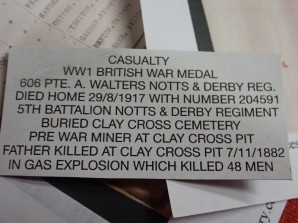 CASUALTY
WW1 BRITISH WAR MEDAL
606 PTE. A. WALTERS NOTTS & DERBY REG.
DIED HOME 29/8/1917 WITH NUMBER 204591
5TH BATTALION NOTTS & DERBY REGIMENT
BURIED CLAY CROSS CEMETERY
PRE WAR MINER AT CLAY CROSS PIT
FATHER KILLED AT CLAY CROSS PIT 7/11/1882
IN GAS EXPLOSION WHICH KILLED 48 MEN